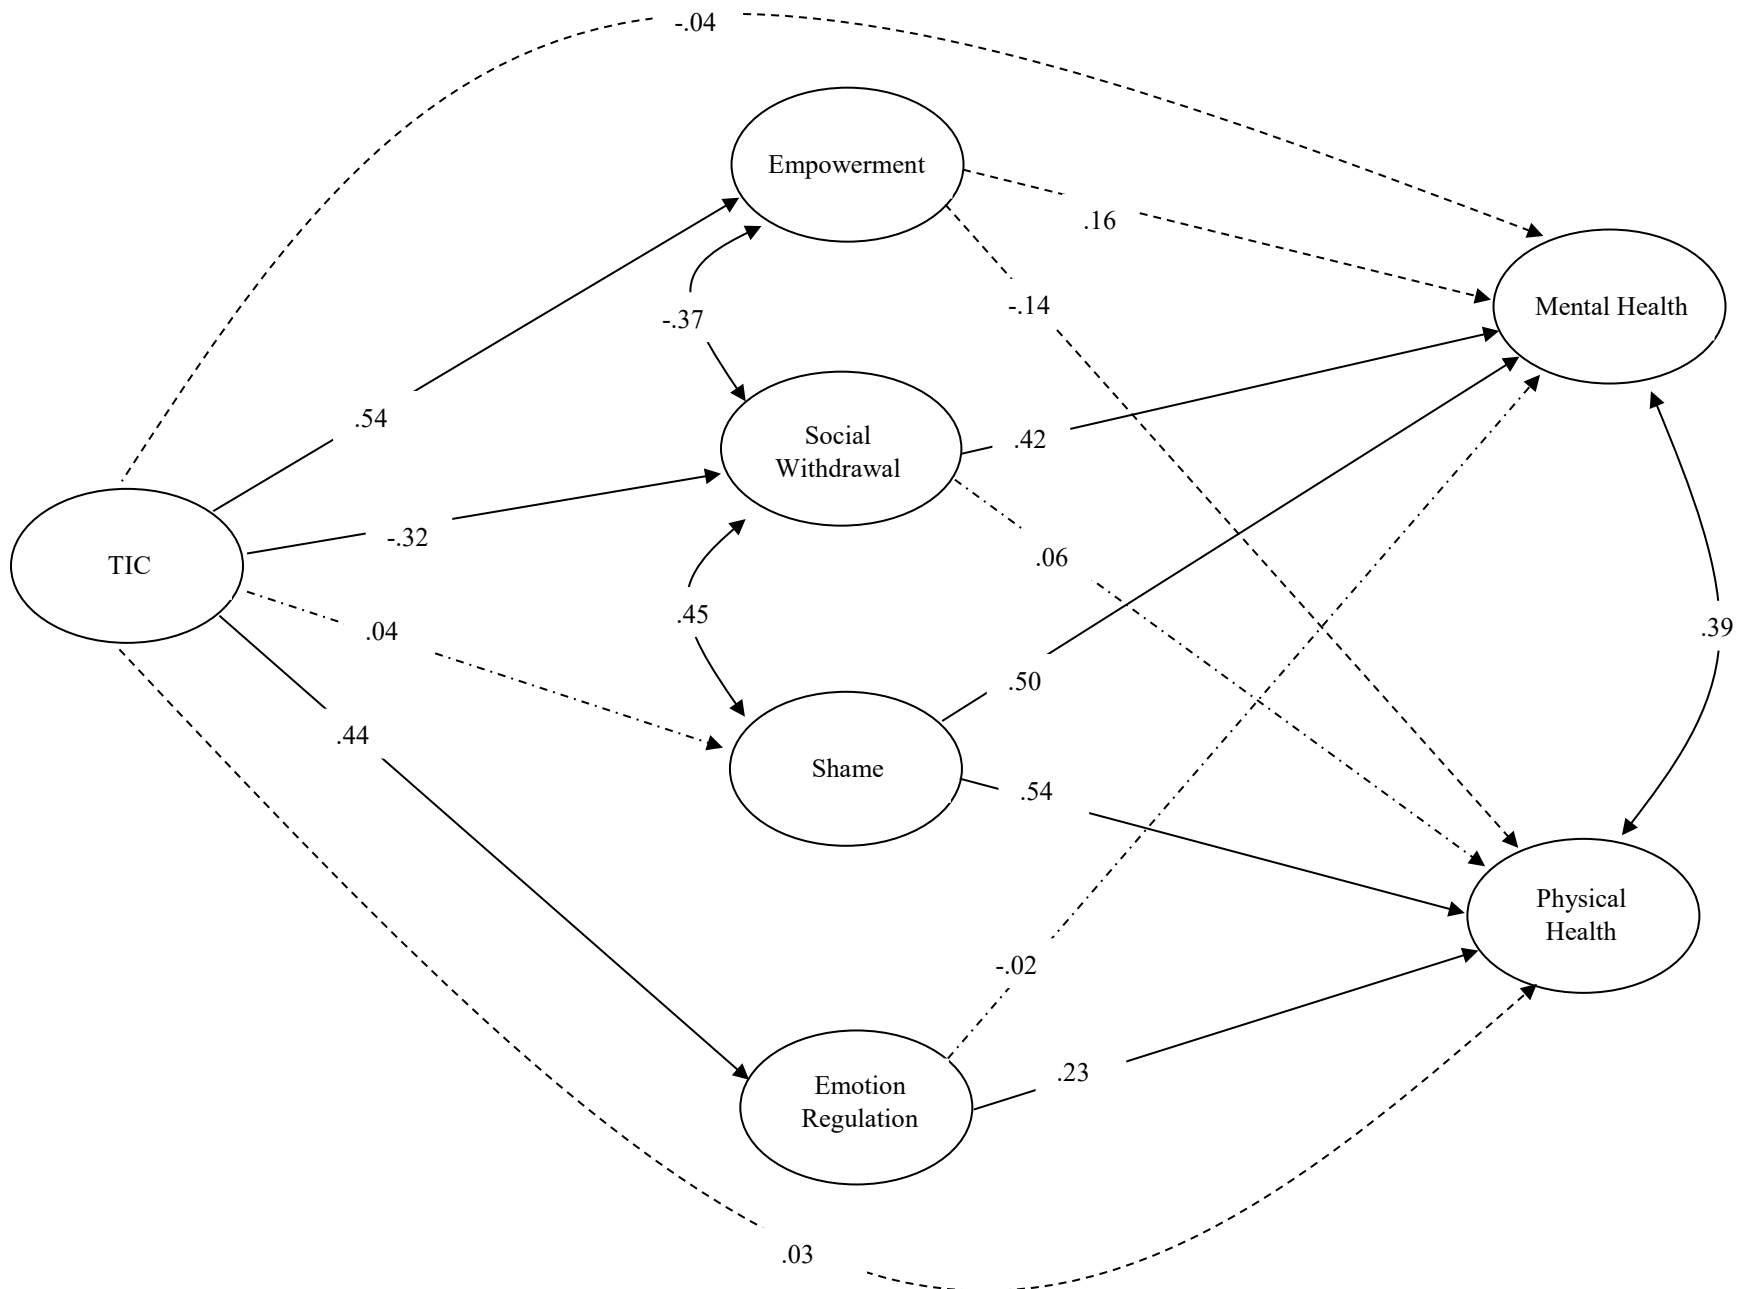 -.04
Empowerment
.16
-.14
Mental Health
-.37
.54
.42
Social
Withdrawal
-.32
TIC
.06
.04
.45
.39
.50
.44
Shame
.54
Physical
Health
-.02
.23
Emotion
Regulation
.03